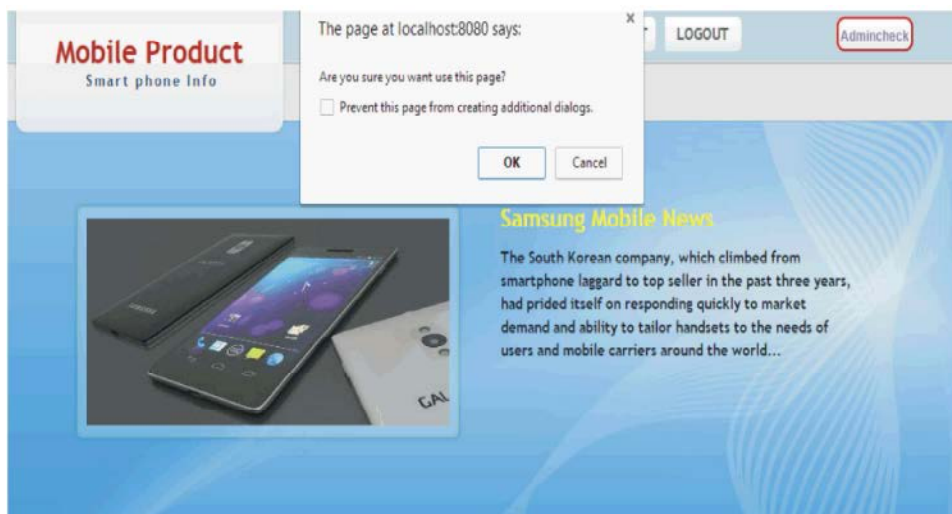 Mobile Product
Smart phone Info
The page at localhost:8080 says:
x
Are you sure you want use this page?
Prevent this page from creating additional dialogs.
OK
Cancel
LOGOUT
Admincheck
Samsung Mobile News
The South Korean company, which climbed from
smartphone laggard to top seller in the past three years,
had prided itself on responding quickly to market
demand and ability to tailor handsets to the needs of
users and mobile carriers around the world...
SAMSUNG
GAL